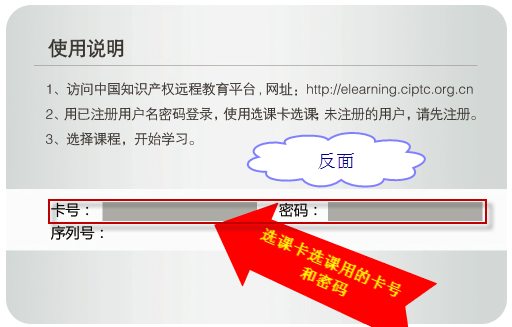 使用说明
1、访问中国知识产权远程教育平台,网址:http://elearning.ciptc.org.cn
2、用已注册用户名密码登录,使用选课卡选课;未注册的用户,请先注册。
3、选择课程,开始学习。
反面
卡号: 密码:
序列号:
选课卡选课用的卡号
和密码